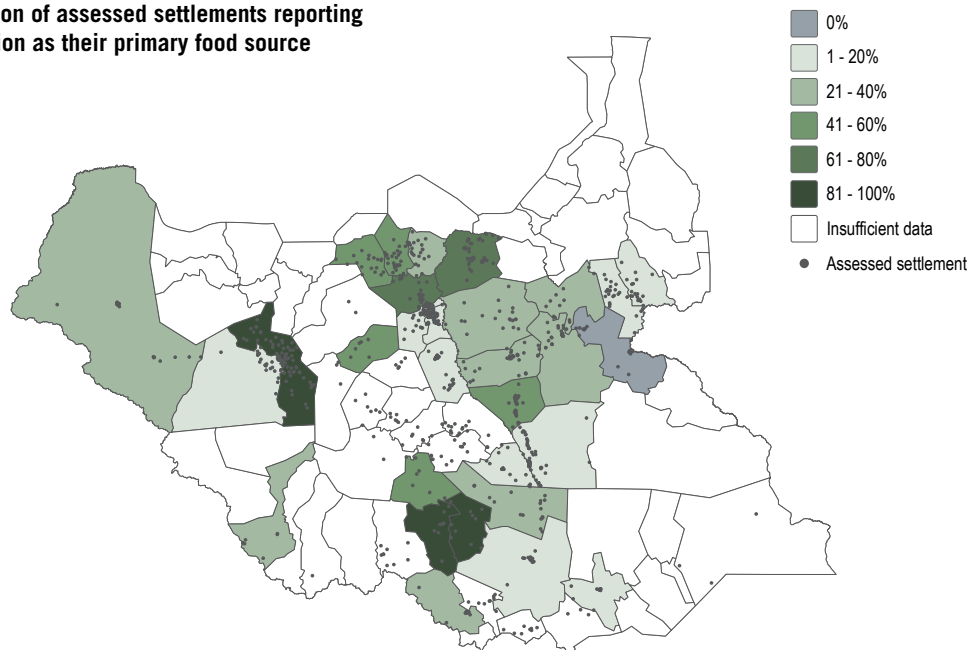 on of assessed settlements reporting
ion as their primary food source
0%
1 - 20%
21 - 40%
41 - 60%
61 - 80%
81 - 100%
Insufficient data
Assessed settlement